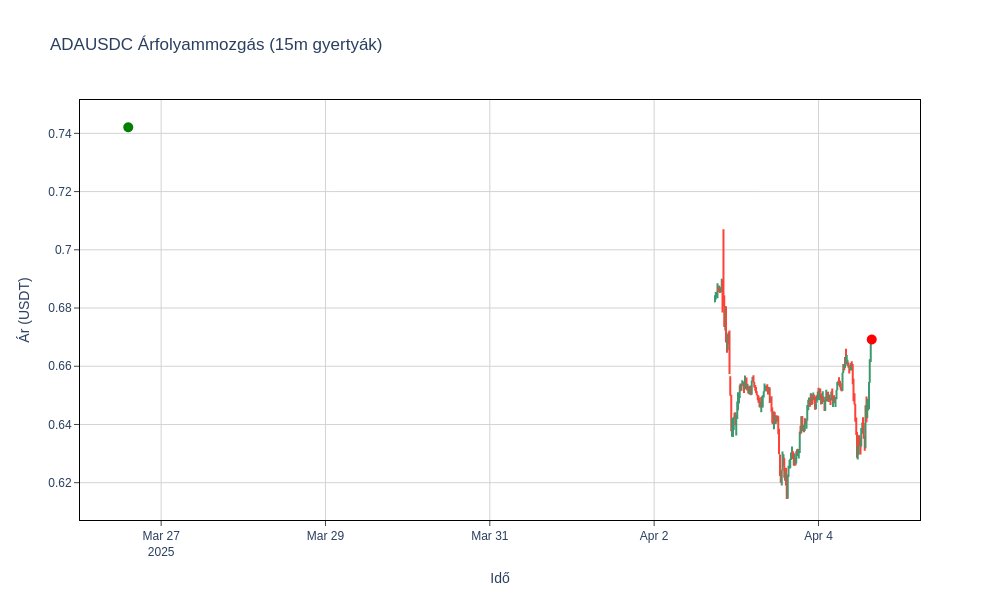 ADAUSDC Árfolyammozgás (15m gyertyák)
0.74
0.72
0.7
0.68
0.66
0.64
0.62
Ár (USDT)
Mar 27
2025
Mar 29
Mar 31
Apr 2
Apr 4
Idő